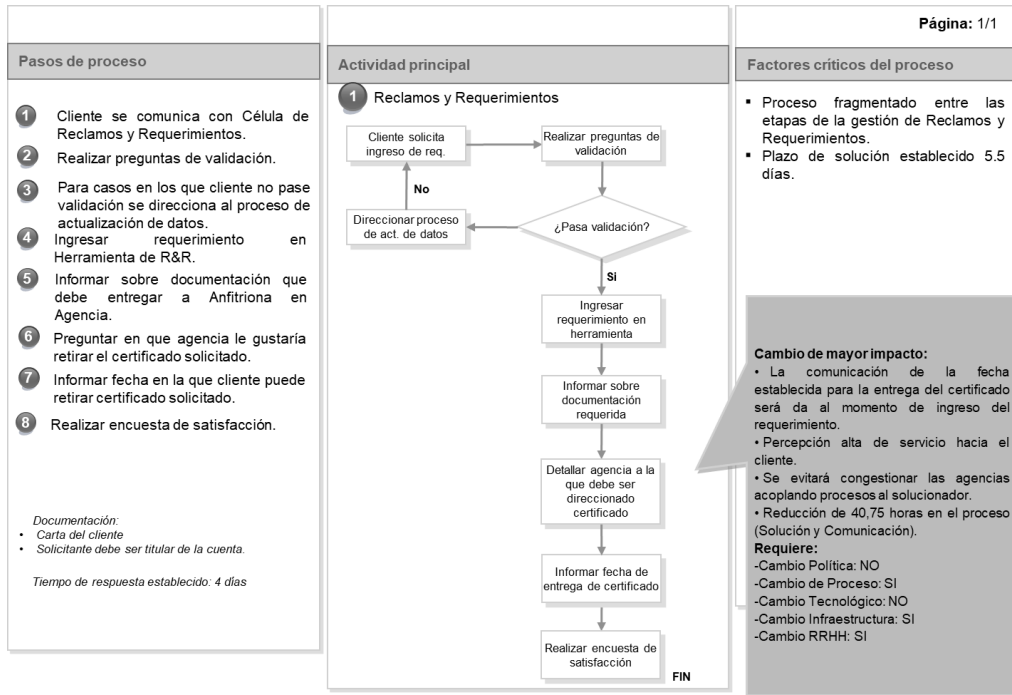 Página: 1/1
Pasos de proceso
1 Cliente se comunica con Célula de
Reclamos y Requerimientos.
2 Realizar preguntas de validación.
3 Para casos en los que cliente no pase
validación se direcciona al proceso de
actualización de datos.
4 Ingresar requerimiento en
Herramienta de R&R.
5 Informar sobre documentación que
debe entregar a Anfitriona en
Agencia.
6 Preguntar en que agencia le gustaría
retirar el certificado solicitado.
7 Informar fecha en la que cliente puede
retirar certificado solicitado.
8 Realizar encuesta de satisfacción.
Documentación:
• Carta del cliente
• Solicitante debe ser titular de la cuenta.
Tiempo de respuesta establecido: 4 días
Actividad principal
1 Reclamos y Requerimientos
Cliente solicita
ingreso de req.
Realizar preguntas de
validación
No
Direccionar proceso
de act. de datos
¿Pasa validación?
Si
Ingresar
requerimiento en
herramienta
Informar sobre
documentación
requerida
Detallar agencia a la
que debe ser
direccionado
certificado
Informar fecha de
entrega de certificado
Realizar encuesta de
satisfacción
FIN
Factores críticos del proceso
▪ Proceso fragmentado entre las
etapas de la gestión de Reclamos y
Requerimientos.
▪ Plazo de solución establecido 5.5
días.
Cambio de mayor impacto:
• La comunicación de la fecha
establecida para la entrega del certificado
será da al momento de ingreso del
requerimiento.
• Percepción alta de servicio hacia el
cliente.
• Se evitará congestionar las agencias
acoplando procesos al solucionador.
• Reducción de 40,75 horas en el proceso
(Solución y Comunicación).
Requiere:
-Cambio Política: NO
-Cambio de Proceso: SI
-Cambio Tecnológico: NO
-Cambio Infraestructura: SI
-Cambio RRHH: SI